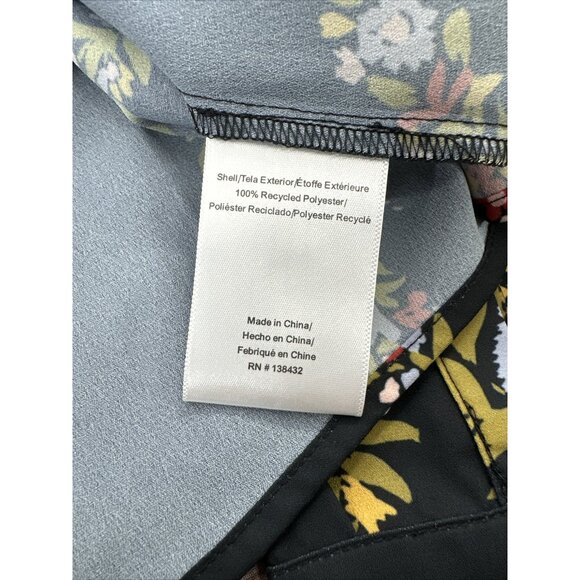 Shell/Tela Exterior/Étoffe Extérieure
100% Recycled Polyester/
Poliéster Reciclado/Polyester Recyclé
Made in China/
Hecho en China/
Fabriqué en Chine
RN # 138432